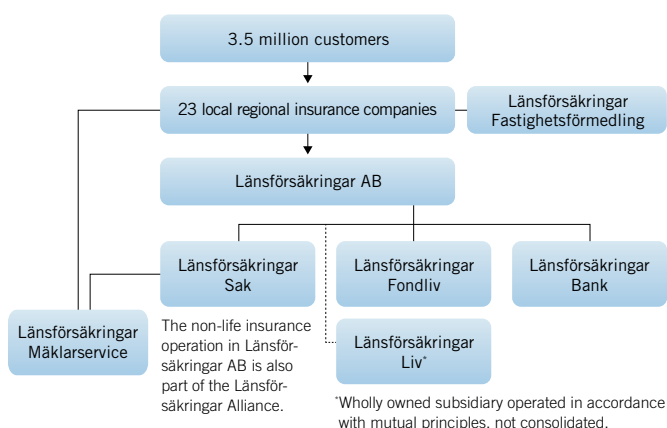 3.5 million customers
23 local regional insurance companies
Länsförsäkringar
Fastighetsförmedling
Länsförsäkringar AB
Länsförsäkringar
Sak
Länsförsäkringar
Fondliv
Länsförsäkringar
Bank
Länsförsäkringar
Mäklarservice
The non-life insurance
operation in Länsför-
säkringar AB is also
part of the Länsför-
säkringar Alliance.
Länsförsäkringar
Liv*
*Wholly owned subsidiary operated in accordance
with mutual principles, not consolidated.